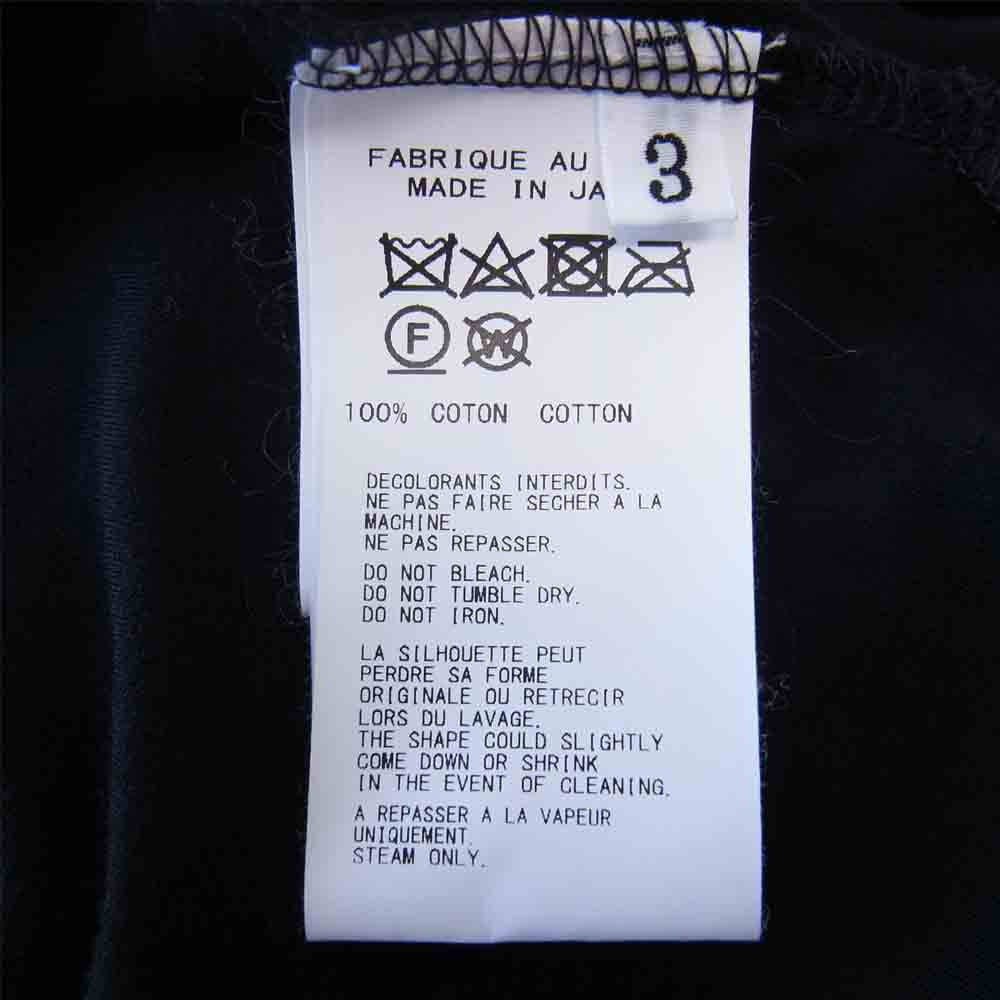 3
FABRIQUE AU
MADE IN JA
F
W
100% COTON COTTON
DECOLORANTS INTERDITS.
NE PAS FAIRE SECHER A LA
MACHINE.
NE PAS REPASSER.
DO NOT BLEACH.
DO NOT TUMBLE DRY.
DO NOT IRON.
LA SILHOUETTE PEUT
PERDRE SA FORME
ORIGINALE OU RETRECIR
LORS DU LAVAGE.
THE SHAPE COULD SLIGHTLY
COME DOWN OR SHRINK
IN THE EVENT OF CLEANING.
A REPASSER A LA VAPEUR
UNIQUEMENT.
STEAM ONLY.